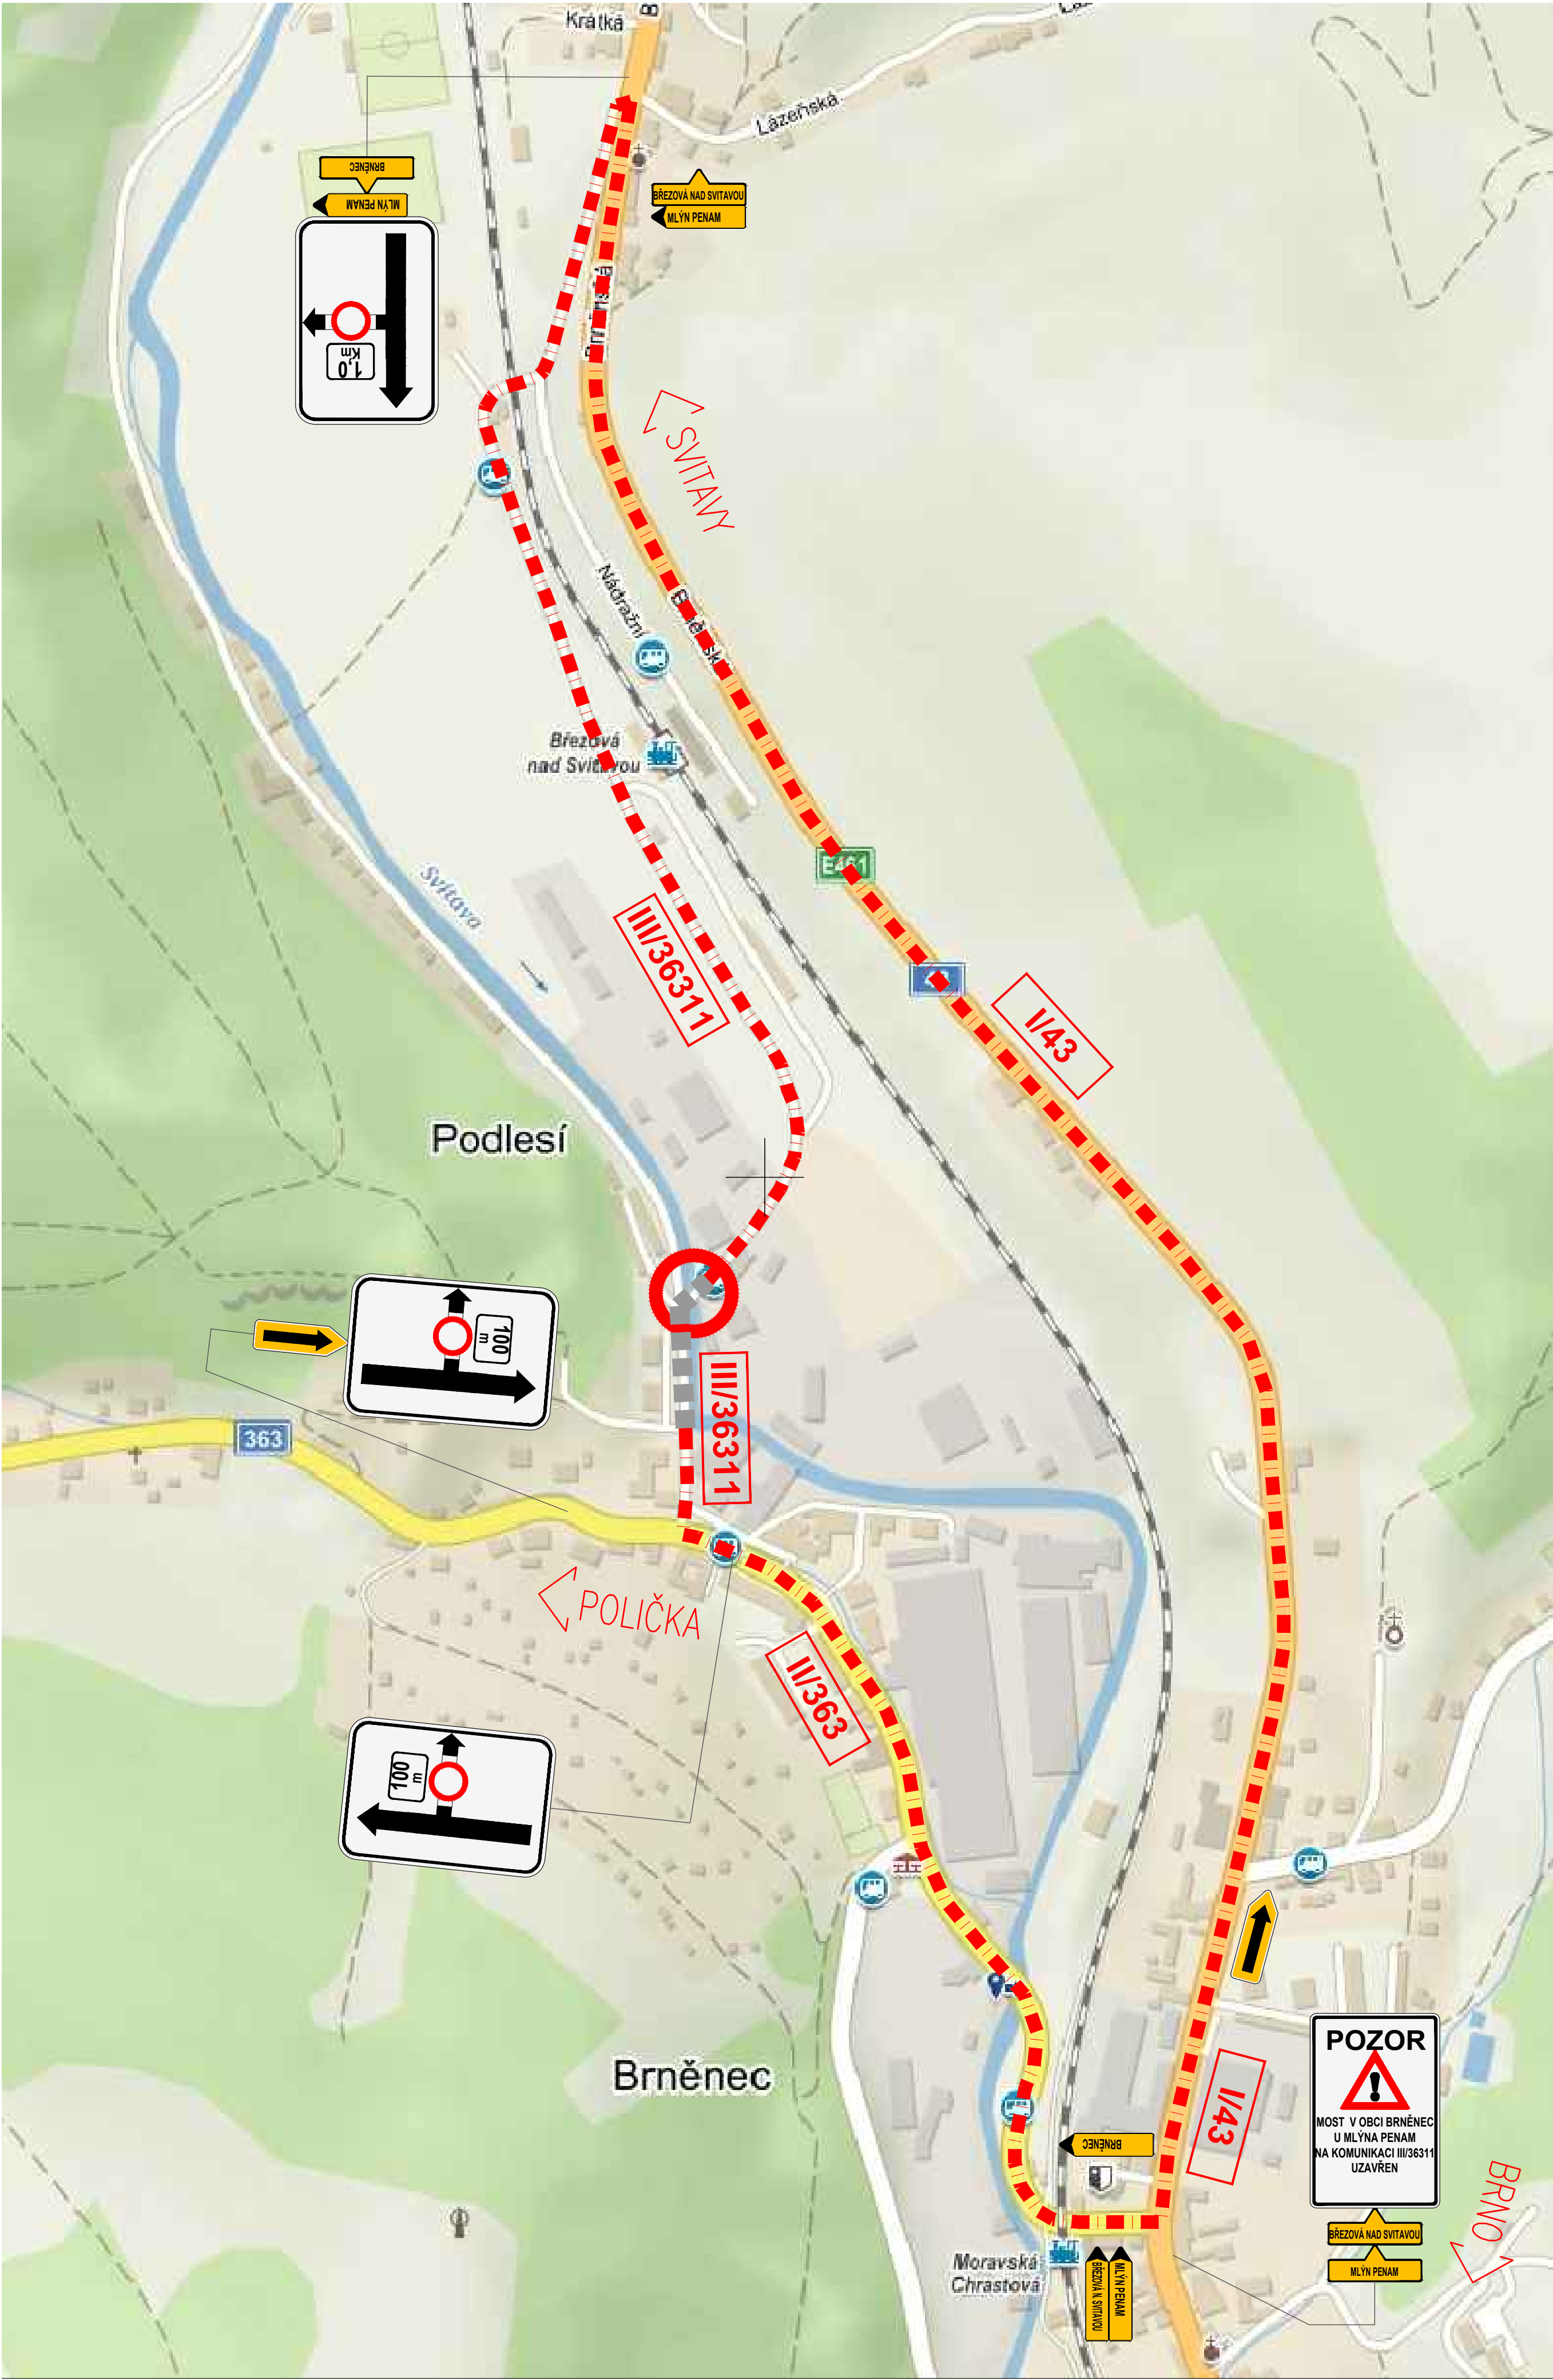 Krátká
B
Lázeňská
BRNĚNEC
MLÝN PENAM
BŘEZOVÁ NAD SVITAVOU
MLÝN PENAM
1,0
Km
SVITAVY
Nádražní
Březová
nad Svitavou
E461
43
Svitava
III/36311
I/43
Podlesí
100
m
III/36311
363
POLIČKA
II/363
100
m
Brněnec
POZOR
MOST V OBCI BRNĚNEC
U MLÝNA PENAM
NA KOMUNIKACI III/36311
UZAVŘEN
I/43
BRNĚNEC
BRNO
BŘEZOVÁ NAD SVITAVOU
MLÝN PENAM
Moravská
Chrastová
BŘEZOVÁ N. SVITAVOU
MLÝN PENAM